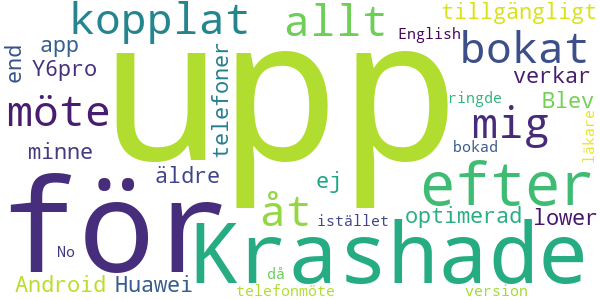 kopplat
allt
tillgängligt
English
bokat
end
app
upp
telefoner
Y6pro
verkar
möte
ringde
Blev
mig
minne
bokad
läkare
äldre
ej
efter
för
åt
istället
optimerad
lower
Krashade
No
då
Android
Huawei
telefonmöte
version